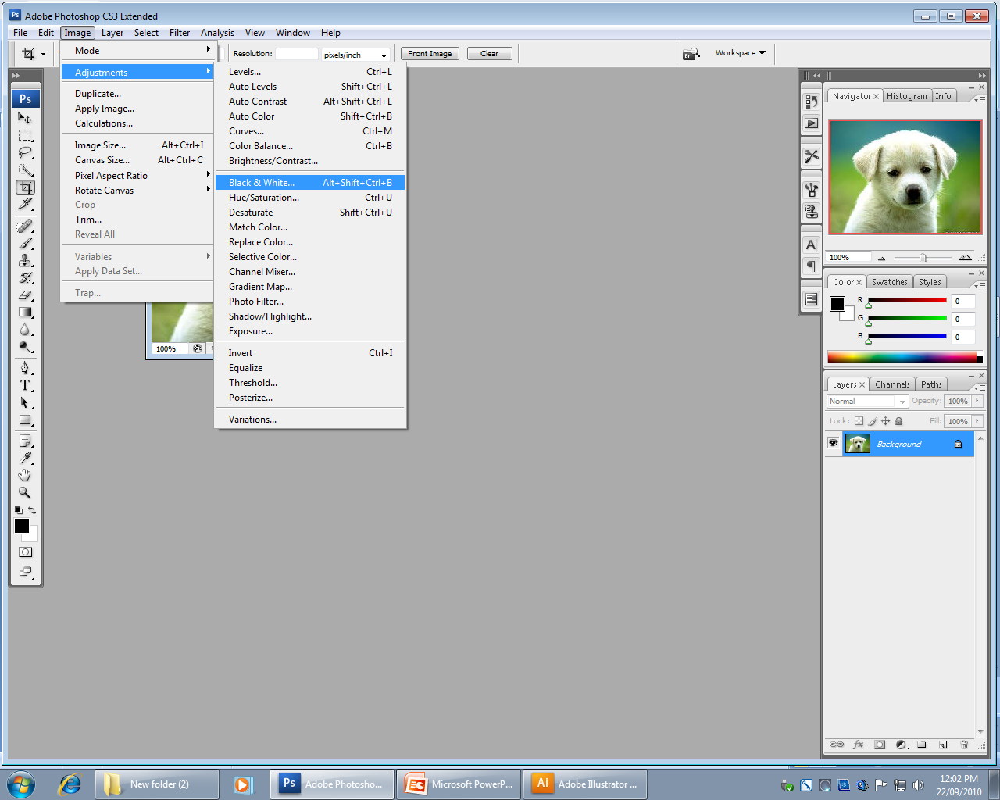 Ps Adobe Photoshop CS3 Extended
File Edit Image Layer Select Filter Analysis View Window Help
Resolution: pixels/inch Front Image Clear Br Workspace
Mode
Adjustments
Duplicate...
Apply Image...
Calculations...
Image Size... Alt+Ctrl+I
Canvas Size... Alt+Ctrl+C
Pixel Aspect Ratio
Rotate Canvas
Crop
Trim...
Reveal All
Variables
Apply Data Set...
Trap...
Levels... Ctrl+L
Auto Levels Shift+Ctrl+L
Auto Contrast Alt+Shift+Ctrl+L
Auto Color Shift+Ctrl+B
Curves... Ctrl+M
Color Balance... Ctrl+B
Brightness/Contrast...
Black & White... Alt+Shift+Ctrl+B
Hue/Saturation... Ctrl+U
Desaturate Shift+Ctrl+U
Match Color...
Replace Color...
Selective Color...
Channel Mixer...
Gradient Map...
Photo Filter...
Shadow/Highlight...
Exposure...
Invert Ctrl+I
Equalize
Threshold...
Posterize...
Variations...
Ps
T
100%
A
Navigator Histogram Info
100%
Color Swatches Styles
R 0
G 0
B 0
Layers Channels Paths
Normal Opacity: 100%
Lock: Fill: 100%
Background
fx
New folder (2)
Ps Adobe Photosho...
Microsoft PowerP...
Ai Adobe Illustrator ...
12:02 PM
22/09/2010